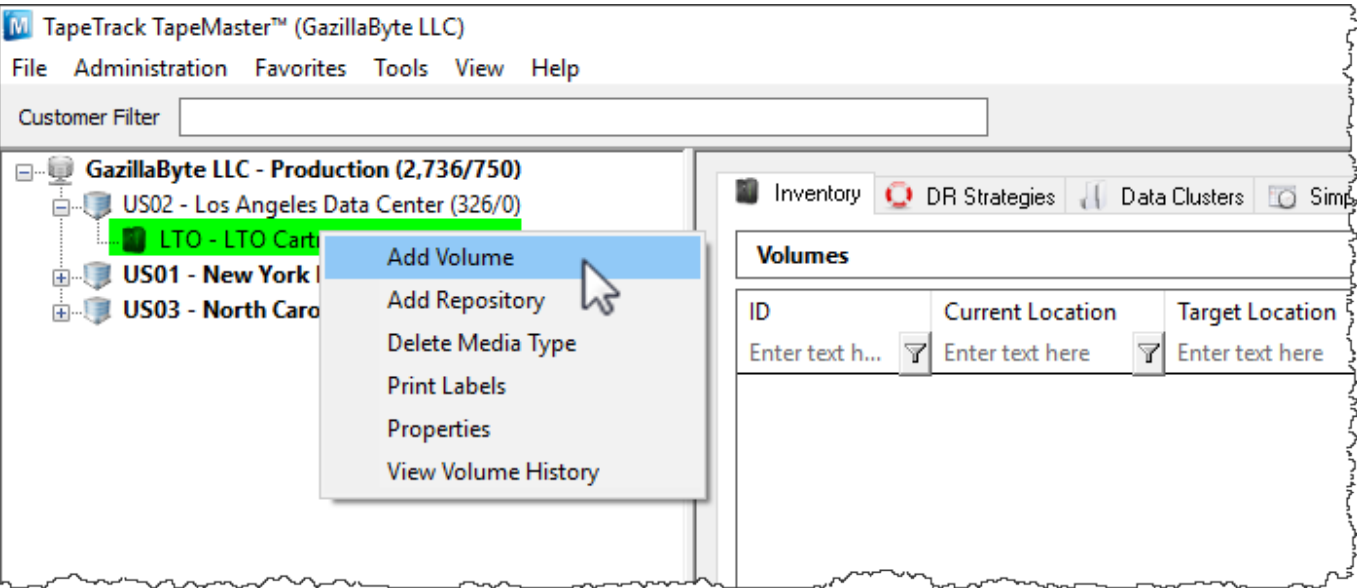 TapeTrack TapeMaster™ (GazillaByte LLC)
File Administration Favorites Tools View Help
Customer Filter
GazillaByte LLC - Production (2,736/750)
US02 - Los Angeles Data Center (326/0)
LTO - LTO
US01 - New York
US03 - North
Add Volume
Add Repository
Delete Media Type
Print Labels
Properties
View Volume History
Inventory DR Strategies Data Clusters
Volumes
ID Current Location Target Location
Enter text h... Enter text here Enter text here